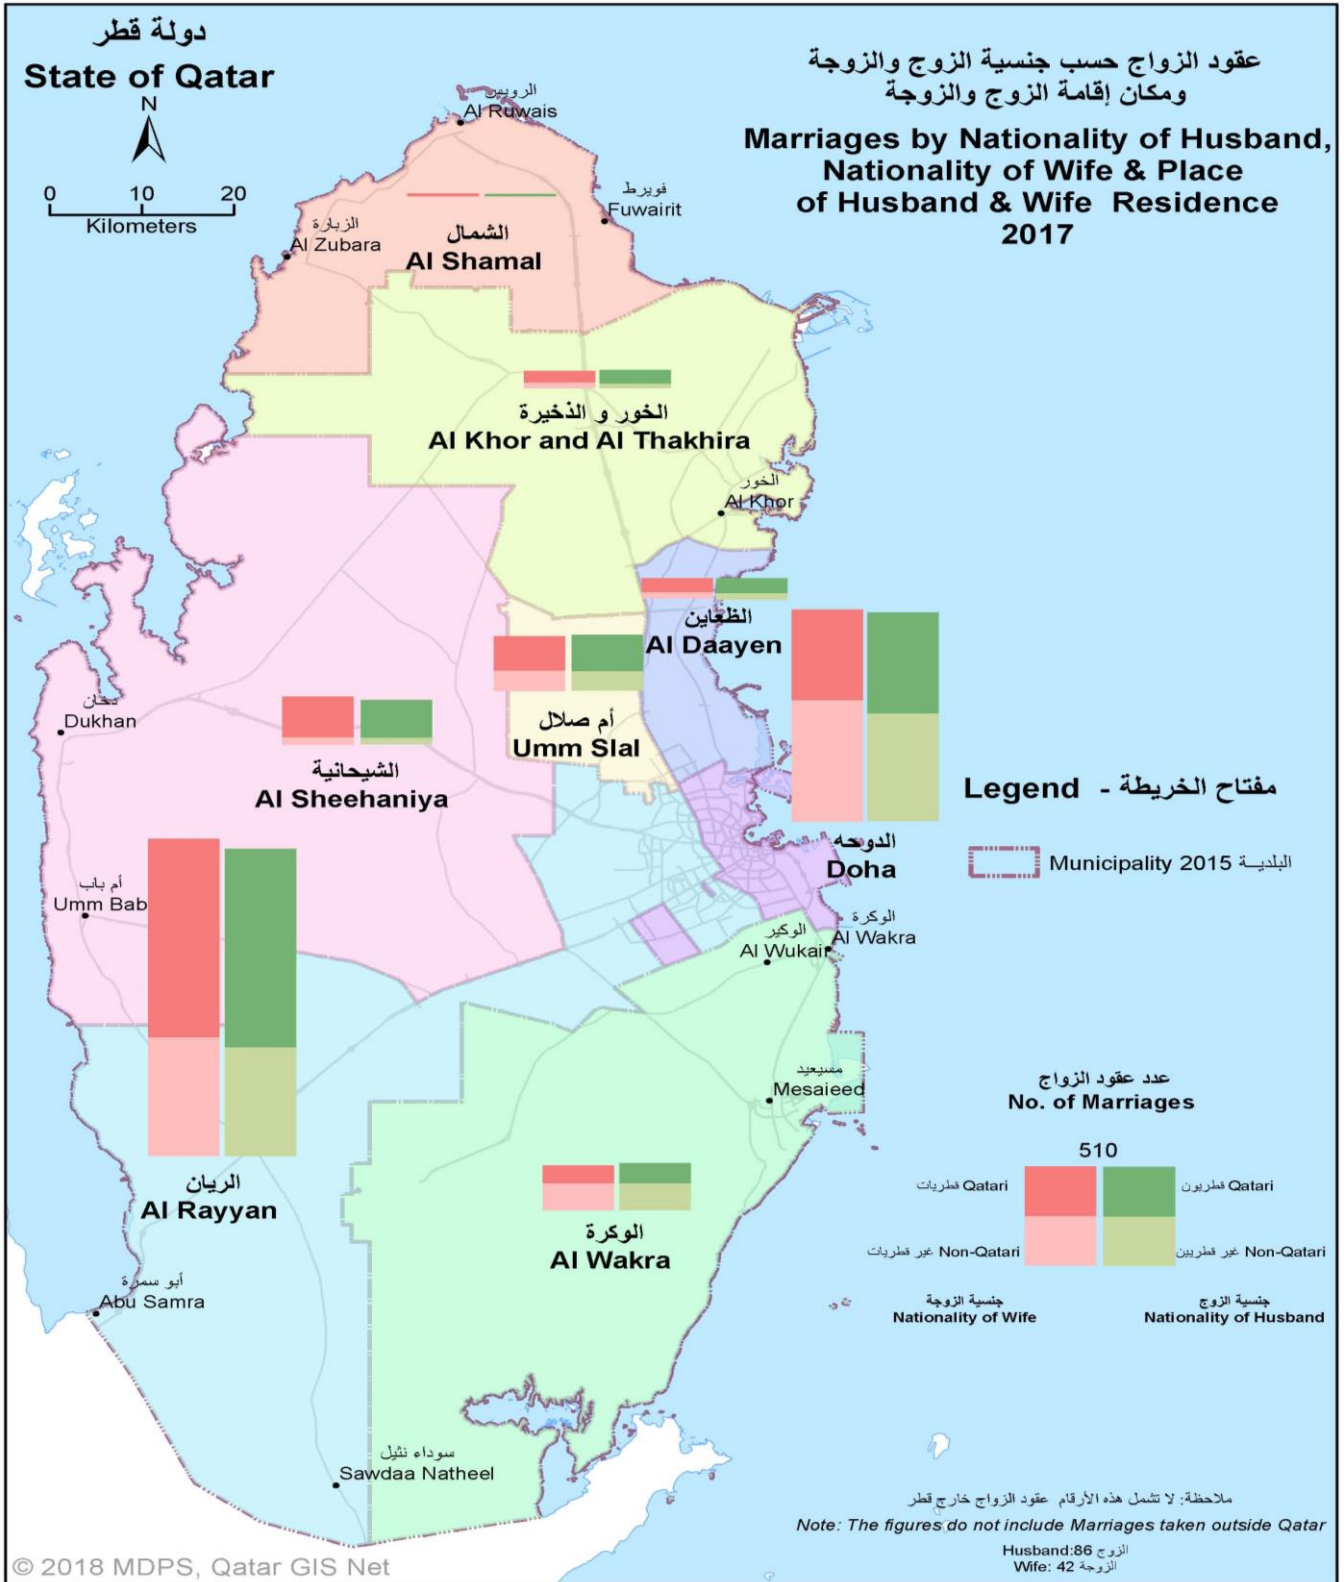 دولة قطر
State of Qatar
N
0 10 20
Kilometers
عقود الزواج حسب جنسية الزوج والزوجة
ومكان إقامة الزوج والزوجة
Marriages by Nationality of Husband,
Nationality of Wife & Place
of Husband & Wife Residence
2017
الرويس
Al Ruwais
فويرط
Fuwairit
الزبارة
Al Zubara
الشمال
Al Shamal
الخور و الذخيرة
Al Khor and Al Thakhira
الخور
Al Khor
الظعاين
Al Daayen
أم صلال
Umm Slal
دخان
Dukhan
الشيحانية
Al Sheehaniya
Legend - مفتاح الخريطة
البلديـة Municipality 2015
الدوحه
Doha
أم باب
Umm Bab
الوكرة
Al Wakra
الوكير
Al Wukair
مسيعيد
Mesaieed
عدد عقود الزواج
No. of Marriages
510
قطريات Qatari
قطريون Qatari
غير قطريات Non-Qatari
غير قطريين Non-Qatari
جنسية الزوجة
Nationality of Wife
جنسية الزوج
Nationality of Husband
الريان
Al Rayyan
الوكرة
Al Wakra
أبو سمرة
Abu Samra
سوداء نثيل
Sawdaa Natheel
ملاحظة: لا تشمل هذه الأرقام عقود الزواج خارج قطر
Note: The figures do not include Marriages taken outside Qatar
Husband:86 الزوج
Wife: 42 الزوجة
© 2018 MDPS, Qatar GIS Net